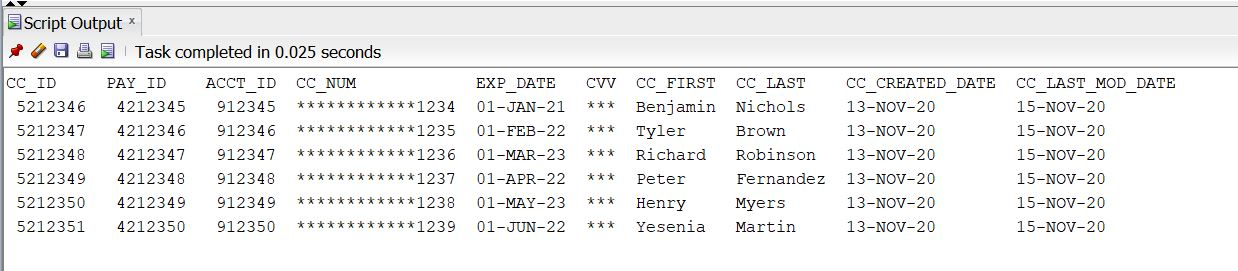 Script Output x
Task completed in 0.025 seconds
CC_ID PAY_ID ACCT_ID CC_NUM EXP_DATE CVV CC_FIRST CC_LAST CC_CREATED_DATE CC_LAST_MOD_DATE
5212346 4212345 912345 ************1234 01-JAN-21 *** Benjamin Nichols 13-NOV-20 15-NOV-20
5212347 4212346 912346 ************1235 01-FEB-22 *** Tyler Brown 13-NOV-20 15-NOV-20
5212348 4212347 912347 ************1236 01-MAR-23 *** Richard Robinson 13-NOV-20 15-NOV-20
5212349 4212348 912348 ************1237 01-APR-22 *** Peter Fernandez 13-NOV-20 15-NOV-20
5212350 4212349 912349 ************1238 01-MAY-23 *** Henry Myers 13-NOV-20 15-NOV-20
5212351 4212350 912350 ************1239 01-JUN-22 *** Yesenia Martin 13-NOV-20 15-NOV-20